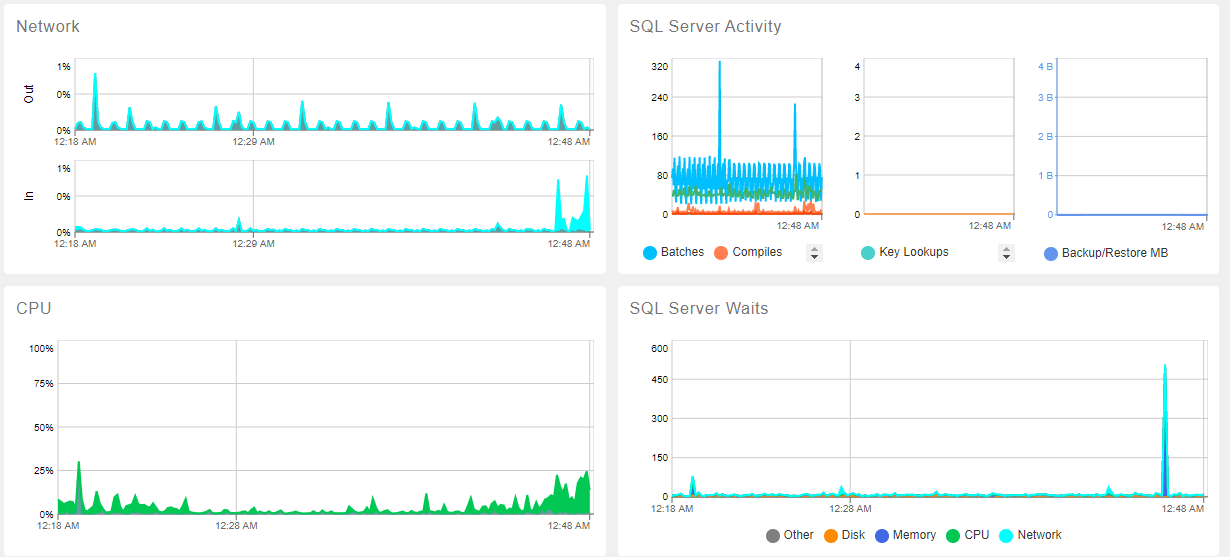 Network
Out
1%
0%
0%
12:18 AM 12:29 AM 12:48 AM
In
1%
0%
0%
12:18 AM 12:29 AM 12:48 AM
SQL Server Activity
320
240
160
80
0
12:48 AM
Batches Compiles
4
3
2
1
0
12:48 AM
Key Lookups
4 B
3 B
2 B
1 B
0
12:48 AM
Backup/Restore MB
CPU
100%
75%
50%
25%
0%
12:18 AM 12:28 AM 12:48 AM
SQL Server Waits
600
450
300
150
0
12:18 AM 12:28 AM 12:48 AM
Other Disk Memory CPU Network